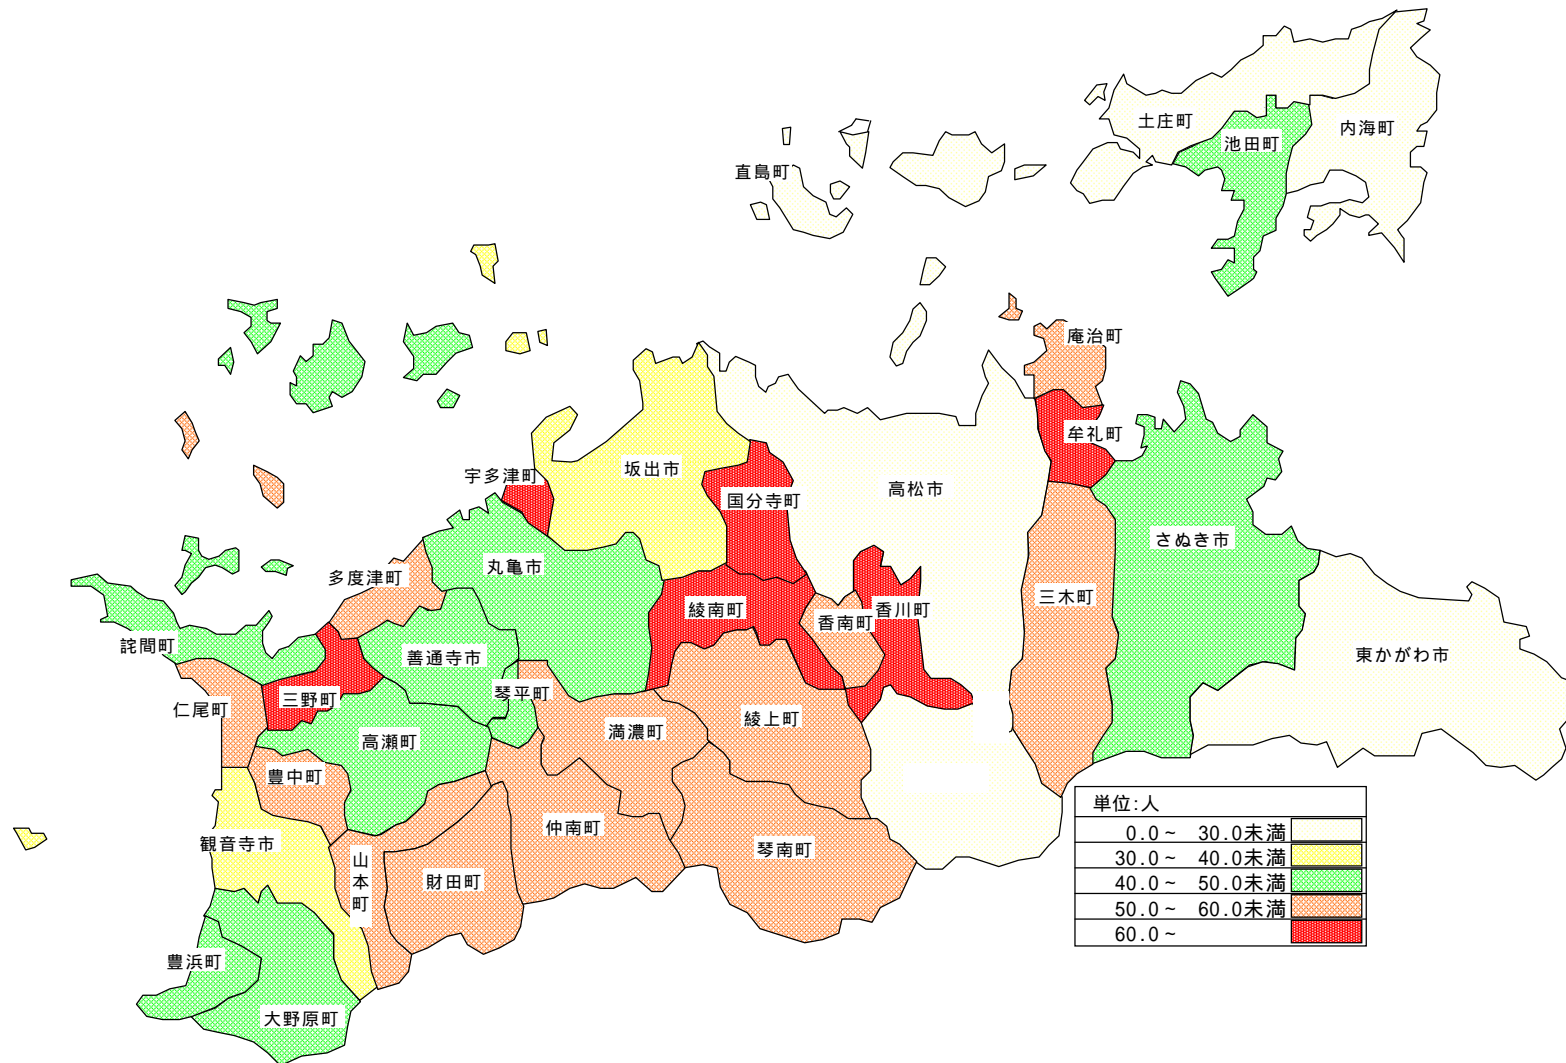 土庄町
内海町
池田町
直島町
庵治町
牟礼町
宇多津町
坂出市
国分寺町
高松市
さぬき市
丸亀市
多度津町
三木町
綾南町
香南町
香川町
詫間町
善通寺市
東かがわ市
三野町
琴平町
仁尾町
満濃町
綾上町
高瀬町
豊中町
仲南町
観音寺市
琴南町
山本町
財田町
豊浜町
大野原町
単位:人
0.0~ 30.0未満
30.0~ 40.0未満
40.0~ 50.0未満
50.0~ 60.0未満
60.0~